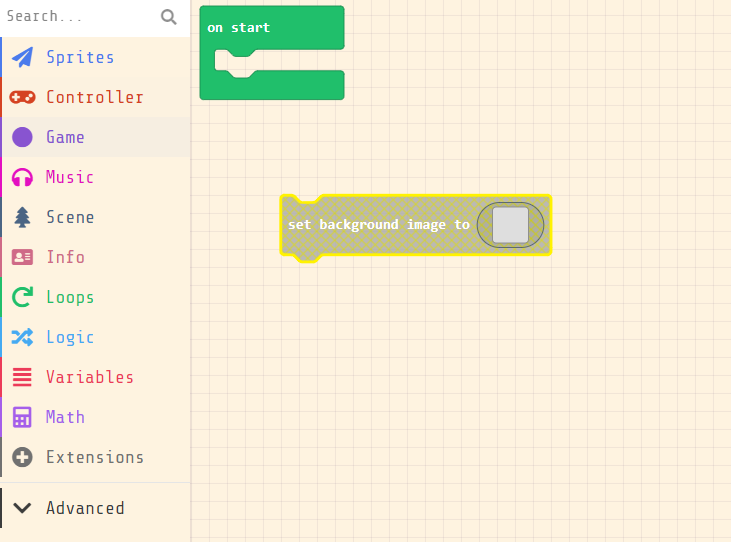 Search...
Sprites
Controller
Game
Music
Scene
Info
Loops
Logic
Variables
Math
Extensions
Advanced
on start
set background image to